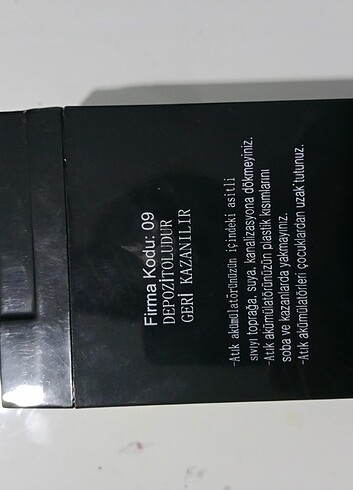 Firma Kodu: 09
DEPOZİTOLUDUR
GERİ KAZANILIR
-Atık akümülatörünüzün içindeki asitli
sıvıyı toprağa, suya, kanalizasyona dökmeyiniz.
-Atık akümülatörünüzün plastik kısımlarını
soba ve kazanlarda yakmayınız.
-Atık akümülatöleri çocuklardan uzak tutunuz.